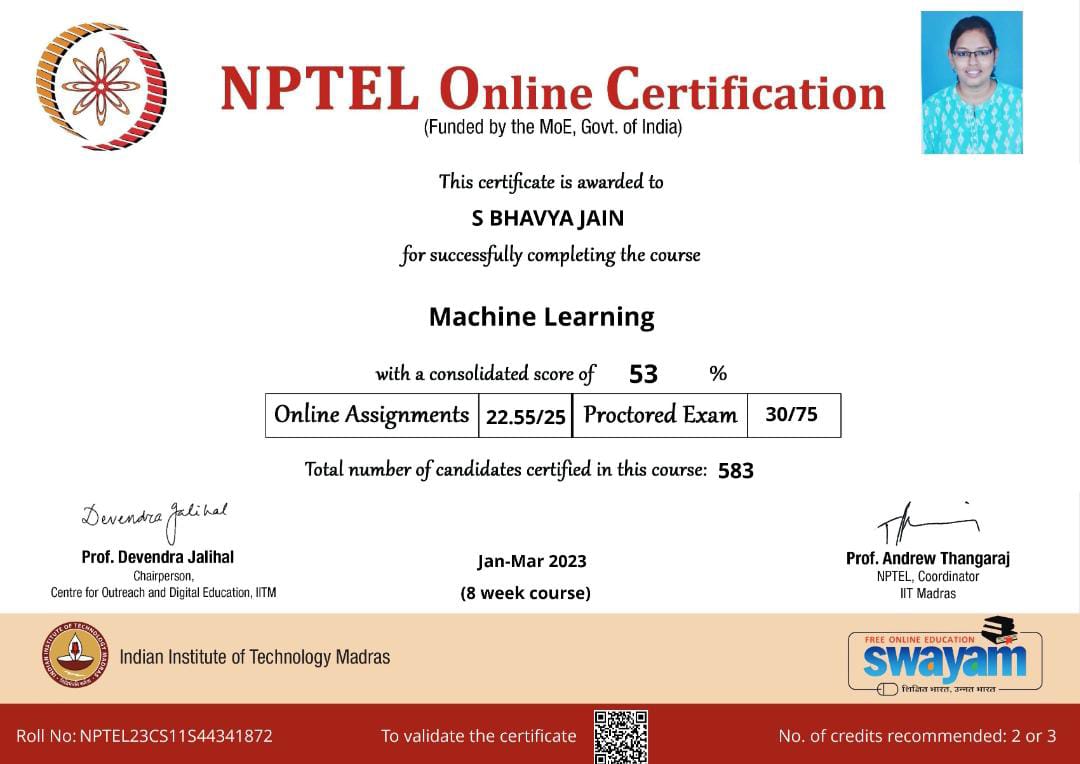 NPTEL Online Certification
(Funded by the MoE, Govt. of India)
This certificate is awarded to
S BHAVYA JAIN
for successfully completing the course
Machine Learning
with a consolidated score of 53 %
Online Assignments 22.55/25 Proctored Exam 30/75
Total number of candidates certified in this course: 583
Devendra Jalihal
Prof. Devendra Jalihal
Chairperson,
Centre for Outreach and Digital Education, IITM
Jan-Mar 2023
(8 week course)
Prof. Andrew Thangaraj
NPTEL, Coordinator
IIT Madras
INDIAN INSTITUTE OF TECHNOLOGY MADRAS
Indian Institute of Technology Madras
FREE ONLINE EDUCATION
swayam
शिक्षित भारत, उन्नत भारत
Roll No: NPTEL23CS11S44341872
To validate the certificate
No. of credits recommended: 2 or 3